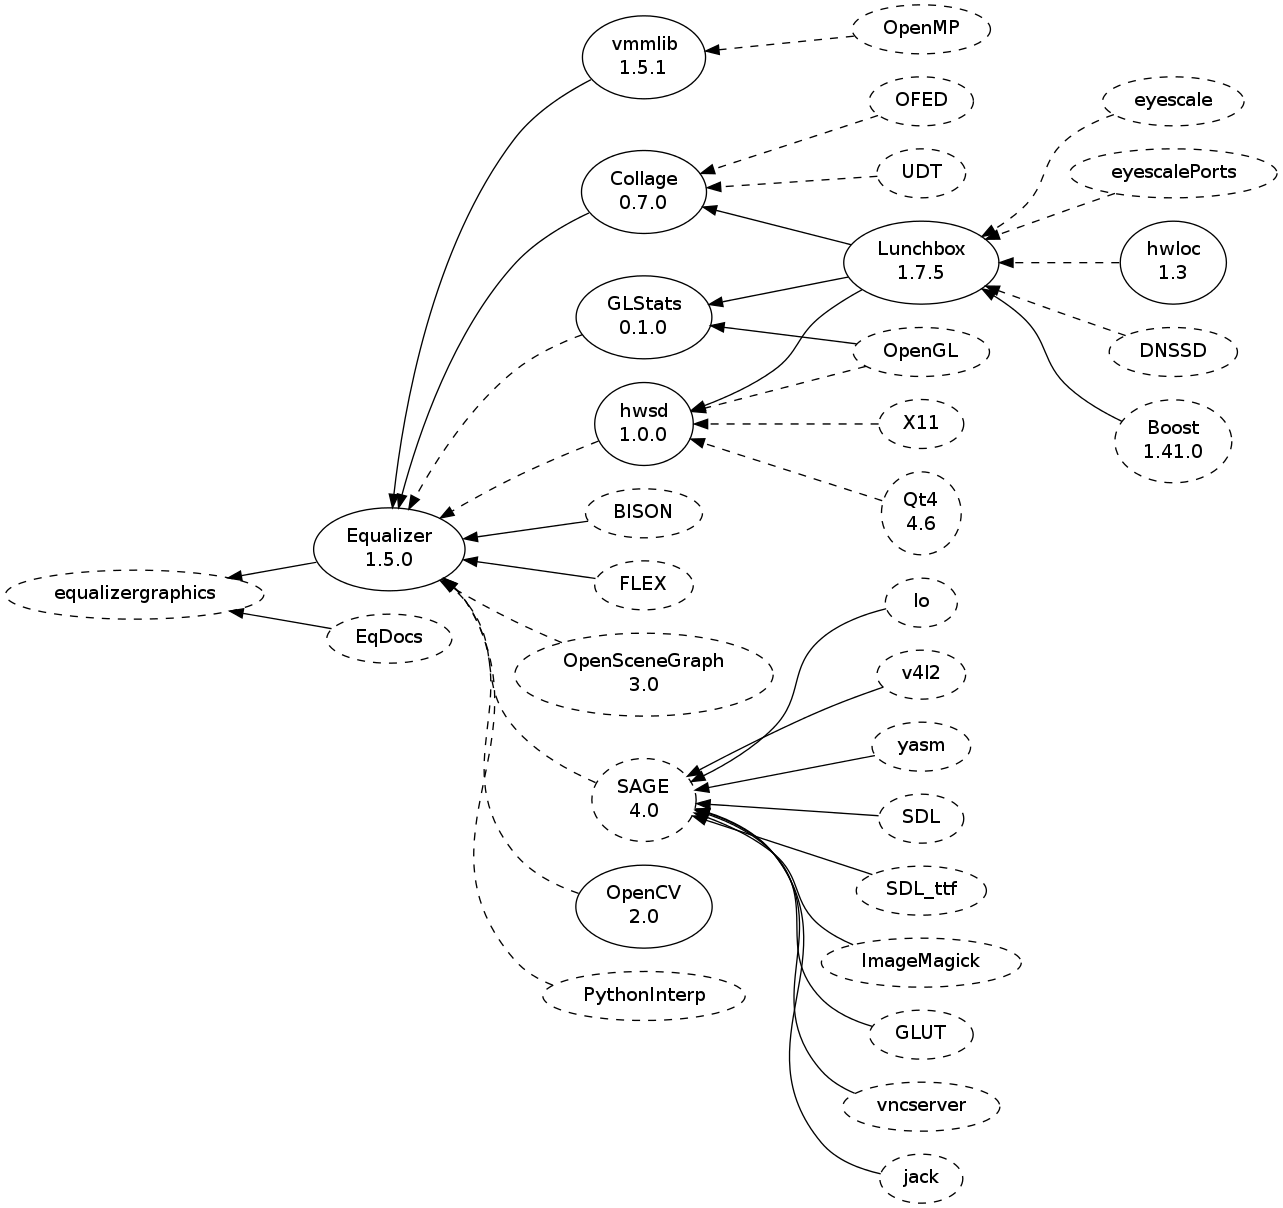 OpenMP
vmmlib
1.5.1
OFED
eyescale
UDT
eyescalePorts
Collage
0.7.0
Lunchbox
1.7.5
hwloc
1.3
GLStats
0.1.0
OpenGL
DNSSD
hwsd
1.0.0
X11
Boost
1.41.0
Qt4
4.6
BISON
Equalizer
1.5.0
FLEX
equalizergraphics
lo
EqDocs
OpenSceneGraph
3.0
v4l2
yasm
SAGE
4.0
SDL
SDL_ttf
OpenCV
2.0
ImageMagick
PythonInterp
GLUT
vncserver
jack